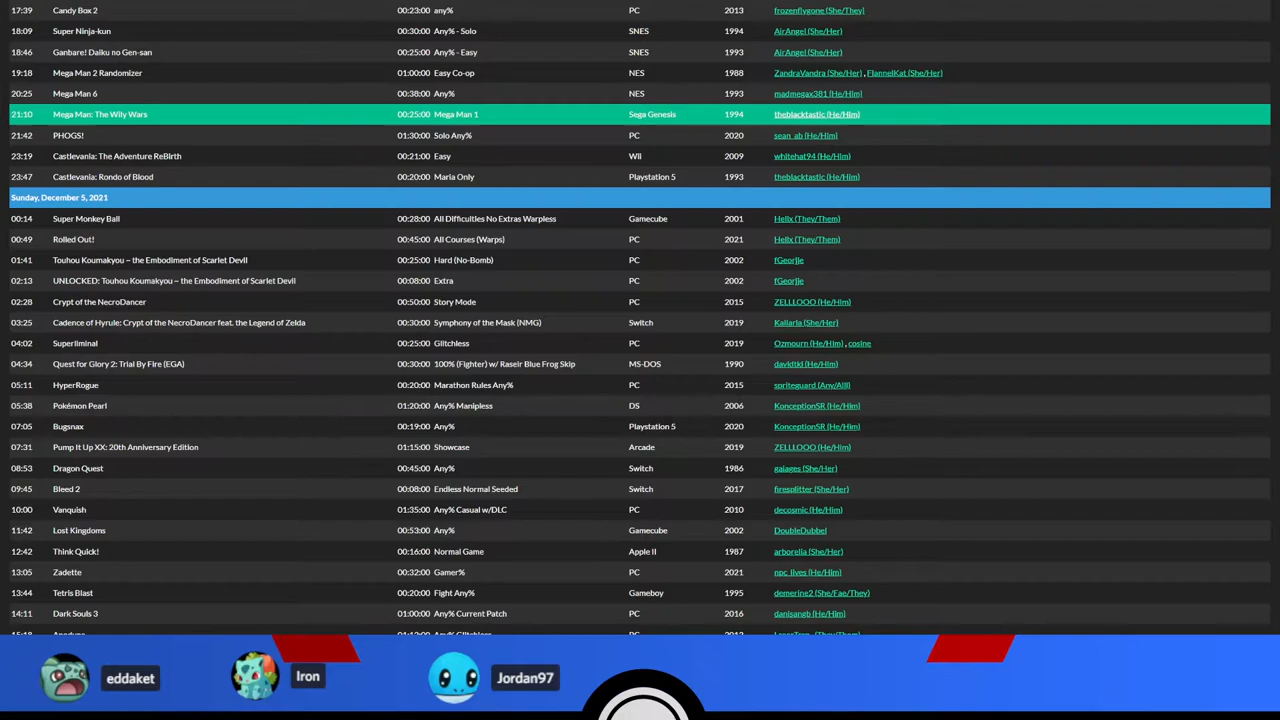 17:39 Candy Box 2 00:23:00 any% PC 2013 frozenflygone (She/They)
18:09 Super Ninja-kun 00:30:00 Any% - Solo SNES 1994 AirAngel (She/Her)
18:46 Ganbare! Daiku no Gen-san 00:25:00 Any% - Easy SNES 1993 AirAngel (She/Her)
19:18 Mega Man 2 Randomizer 01:00:00 Easy Co-op NES 1988 ZandraVandra (She/Her) , FlannelKat (She/Her)
20:25 Mega Man 6 00:38:00 Any% NES 1993 madmegax381 (He/Him)
21:10 Mega Man: The Wily Wars 00:25:00 Mega Man 1 Sega Genesis 1994 theblacktastic (He/Him)
21:42 PHOGS! 01:30:00 Solo Any% PC 2020 sean_ab (He/Him)
23:19 Castlevania: The Adventure ReBirth 00:21:00 Easy Wii 2009 whitehat94 (He/Him)
23:47 Castlevania: Rondo of Blood 00:20:00 Maria Only Playstation 5 1993 theblacktastic (He/Him)
Sunday, December 5, 2021
00:14 Super Monkey Ball 00:28:00 All Difficulties No Extras Warpless Gamecube 2001 Helix (They/Them)
00:49 Rolled Out! 00:45:00 All Courses (Warps) PC 2021 Helix (They/Them)
01:41 Touhou Koumakyou ~ the Embodiment of Scarlet Devil 00:25:00 Hard (No-Bomb) PC 2002 fGeorjje
02:13 UNLOCKED: Touhou Koumakyou ~ the Embodiment of Scarlet Devil 00:08:00 Extra PC 2002 fGeorjje
02:28 Crypt of the NecroDancer 00:50:00 Story Mode PC 2015 ZELLLOOO (He/Him)
03:25 Cadence of Hyrule: Crypt of the NecroDancer feat. the Legend of Zelda 00:30:00 Symphony of the Mask (NMG) Switch 2019 Kaliarla (She/Her)
04:02 Superliminal 00:25:00 Glitchless PC 2019 Ozmourn (He/Him) , cosine
04:34 Quest for Glory 2: Trial By Fire (EGA) 00:30:00 100% (Fighter) w/ Raseir Blue Frog Skip MS-DOS 1990 davidtki (He/Him)
05:11 HyperRogue 00:20:00 Marathon Rules Any% PC 2015 spriteguard (Any/All)
05:38 Pokémon Pearl 01:20:00 Any% Manipless DS 2006 KonceptionSR (He/Him)
07:05 Bugsnax 00:19:00 Any% Playstation 5 2020 KonceptionSR (He/Him)
07:31 Pump It Up XX: 20th Anniversary Edition 01:15:00 Showcase Arcade 2019 ZELLLOOO (He/Him)
08:53 Dragon Quest 00:45:00 Any% Switch 1986 gaiages (She/Her)
09:45 Bleed 2 00:08:00 Endless Normal Seeded Switch 2017 firesplitter (She/Her)
10:00 Vanquish 01:35:00 Any% Casual w/DLC PC 2010 decosmic (He/Him)
11:42 Lost Kingdoms 00:53:00 Any% Gamecube 2002 DoubleDubbel
12:42 Think Quick! 00:16:00 Normal Game Apple II 1987 arborelia (She/Her)
13:05 Zadette 00:32:00 Gamer% PC 2021 npc_lives (He/Him)
13:44 Tetris Blast 00:20:00 Fight Any% Gameboy 1995 demerine2 (She/Fae/They)
14:11 Dark Souls 3 01:00:00 Any% Current Patch PC 2016 danisangb (He/Him)
eddaket Iron Jordan97